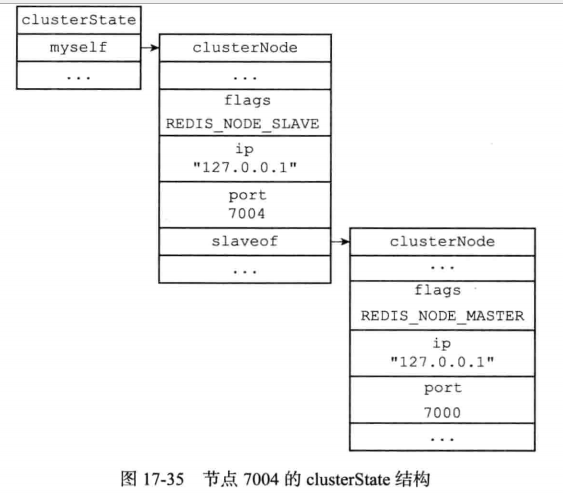 clusterState
myself
...
clusterNode
...
flags
REDIS_NODE_SLAVE
ip
"127.0.0.1"
port
7004
slaveof
...
clusterNode
...
flags
REDIS_NODE_MASTER
ip
"127.0.0.1"
port
7000
...
图 17-35 节点 7004 的 clusterState 结构